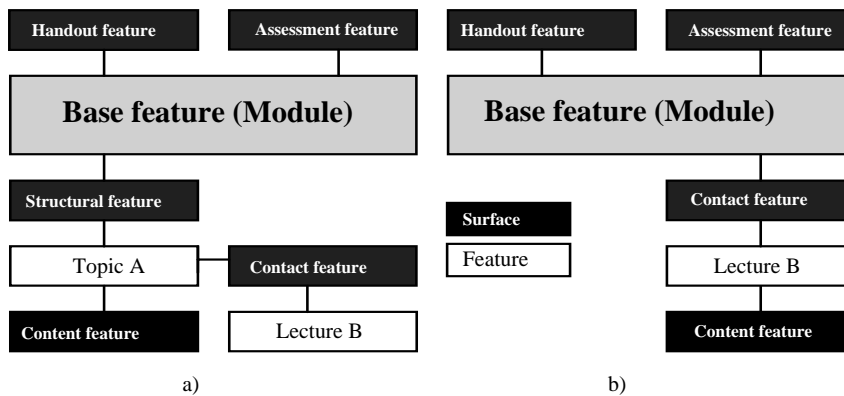 Handout feature
Assessment feature
Base feature (Module)
Structural feature
Topic A
Contact feature
Content feature
Lecture B
a)
Handout feature
Assessment feature
Base feature (Module)
Contact feature
Surface
Feature
Lecture B
Content feature
b)